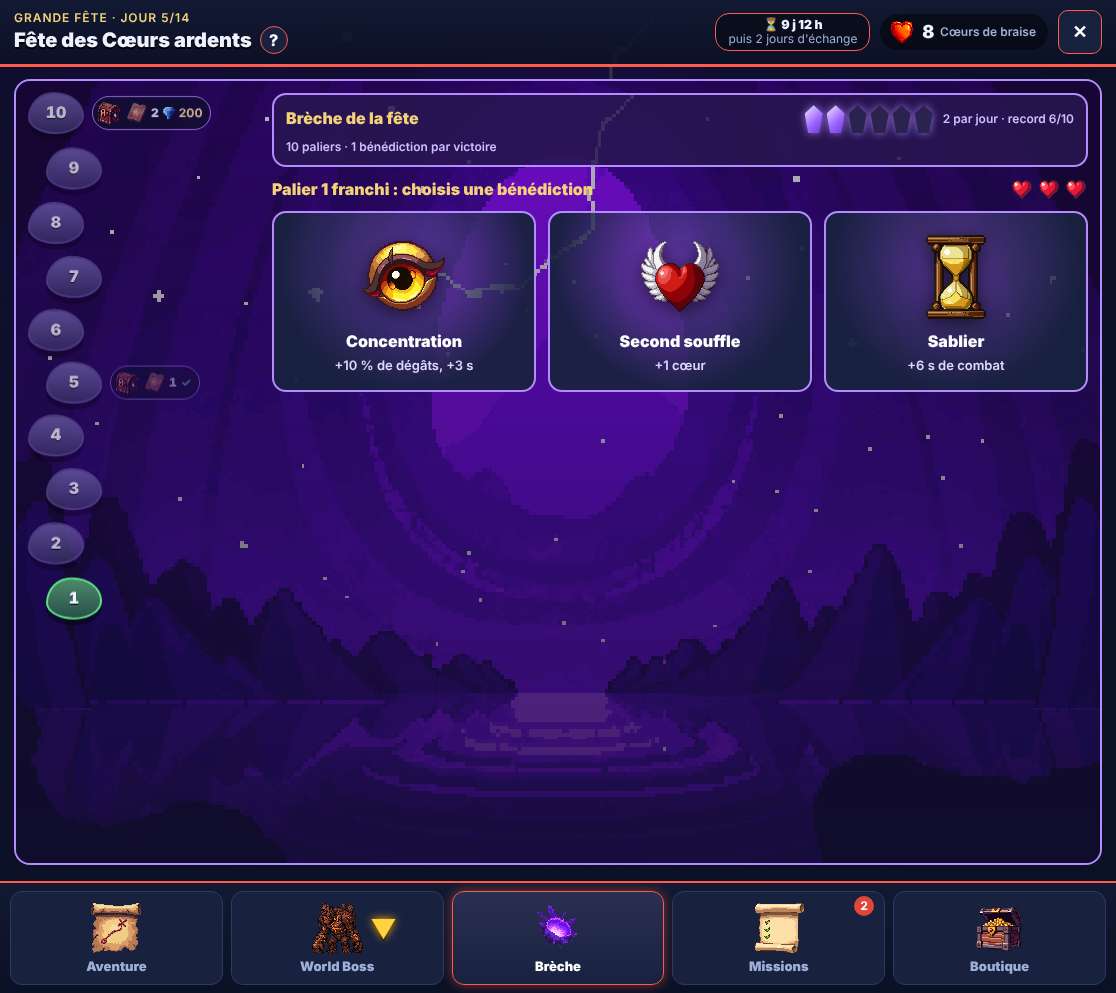 GRANDE FÊTE · JOUR 5/14
Fête des Cœurs ardents ?
⏳ 9 j 12 h
puis 2 jours d'échange
8 Cœurs de braise
✕
10
2 200
9
8
7
6
5
1 ✓
4
3
2
1
Brèche de la fête
2 par jour · record 6/10
10 paliers · 1 bénédiction par victoire
Palier 1 franchi : choisis une bénédiction
Concentration
+10 % de dégâts, +3 s
Second souffle
+1 cœur
Sablier
+6 s de combat
Aventure
World Boss
Brèche
2
Missions
Boutique